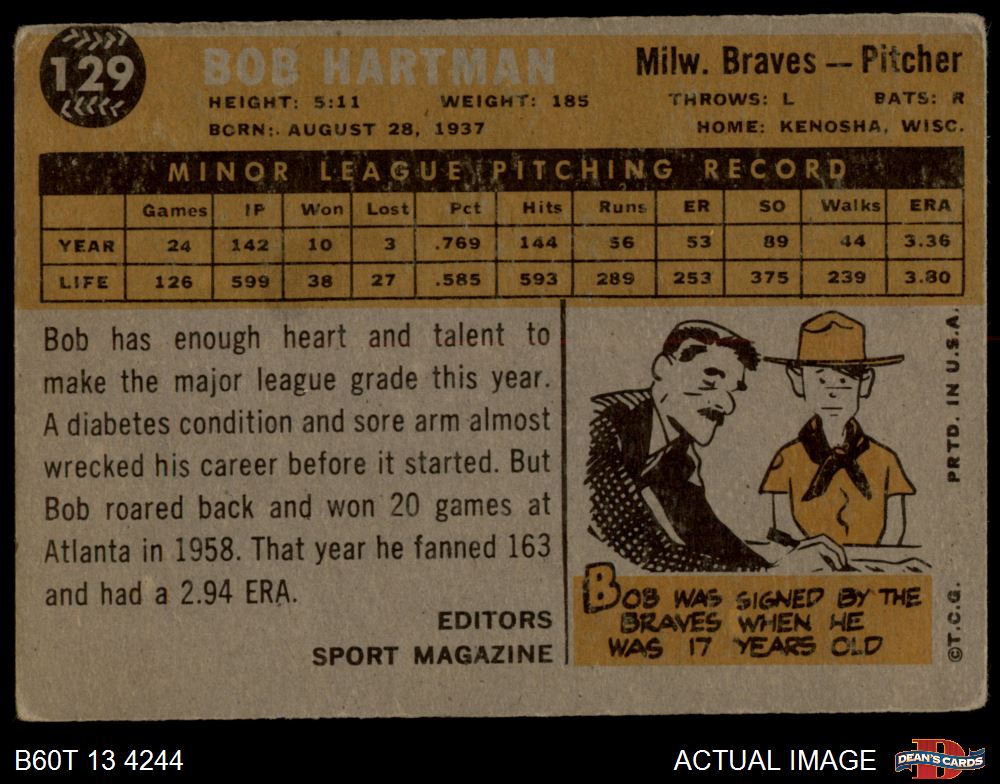 129
BOB HARTMAN
Milw. Braves — Pitcher
HEIGHT: 5:11 WEIGHT: 185 THROWS: L BATS: R
BORN: AUGUST 28, 1937 HOME: KENOSHA, WISC.
MINOR LEAGUE PITCHING RECORD
Games IP Won Lost Pct Hits Runs ER SO Walks ERA
YEAR 24 142 10 3 .769 144 56 53 89 44 3.36
LIFE 126 599 38 27 .585 593 289 253 375 239 3.80
Bob has enough heart and talent to
make the major league grade this year.
A diabetes condition and sore arm almost
wrecked his career before it started. But
Bob roared back and won 20 games at
Atlanta in 1958. That year he fanned 163
and had a 2.94 ERA.
EDITORS
SPORT MAGAZINE
BOB WAS SIGNED BY THE
BRAVES WHEN HE
WAS 17 YEARS OLD
©T.C.G. PRTD. IN U.S.A.
B60T 13 4244
ACTUAL IMAGE
D
DEAN'S CARDS